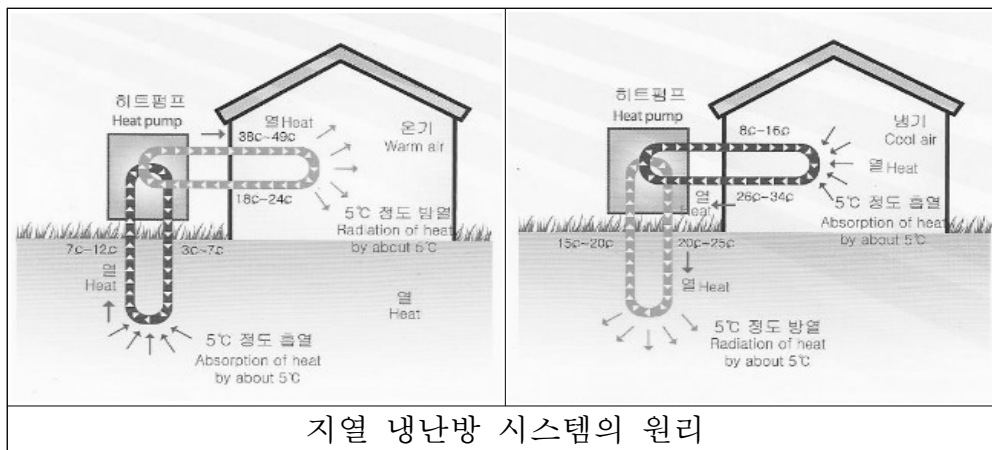 히트펌프
Heat pump
열 Heat
38c~49c
온기
Warm air
18c~24c
5℃ 정도 방열
Radiation of heat
by about 5℃
7c~12c
3c~7c
열
Heat
열
Heat
5℃ 정도 흡열
Absorption of heat
by about 5℃
히트펌프
Heat pump
8c~16c
냉기
Cool air
열
Heat
26c~34c
열
Heat
5℃ 정도 흡열
Absorption of heat
by about 5℃
15c~20c
20c~25c
열 Heat
5℃ 정도 방열
Radiation of heat
by about 5℃
지열 냉난방 시스템의 원리